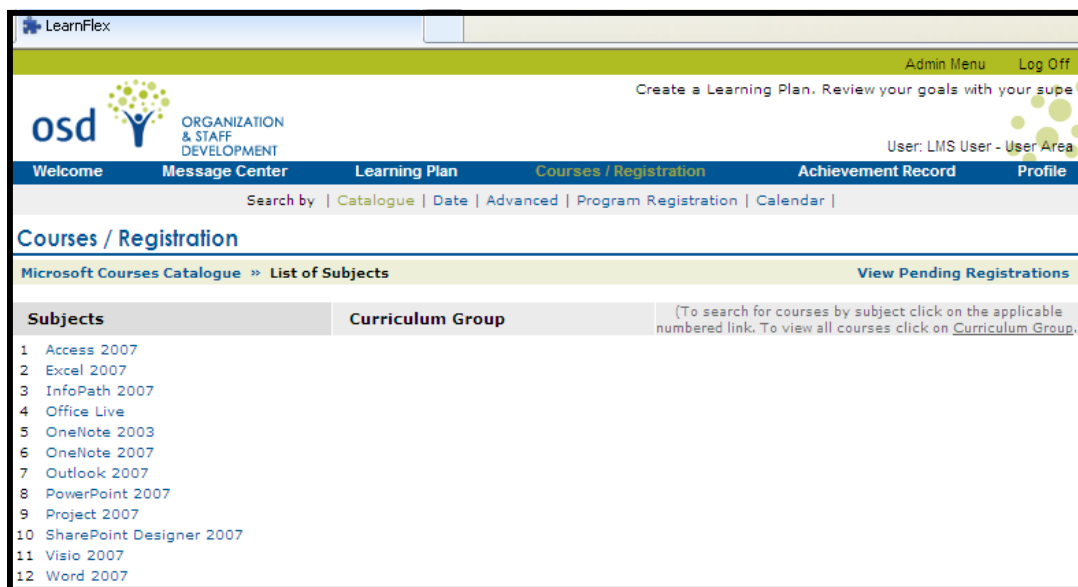 LearnFlex
Admin Menu Log Off
Create a Learning Plan. Review your goals with your supe
osd ORGANIZATION
& STAFF
DEVELOPMENT
User: LMS User - User Area
Welcome Message Center Learning Plan Courses / Registration Achievement Record Profile
Search by | Catalogue | Date | Advanced | Program Registration | Calendar |
Courses / Registration
Microsoft Courses Catalogue » List of Subjects View Pending Registrations
Subjects Curriculum Group (To search for courses by subject click on the applicable
numbered link. To view all courses click on Curriculum Group.
1 Access 2007
2 Excel 2007
3 InfoPath 2007
4 Office Live
5 OneNote 2003
6 OneNote 2007
7 Outlook 2007
8 PowerPoint 2007
9 Project 2007
10 SharePoint Designer 2007
11 Visio 2007
12 Word 2007